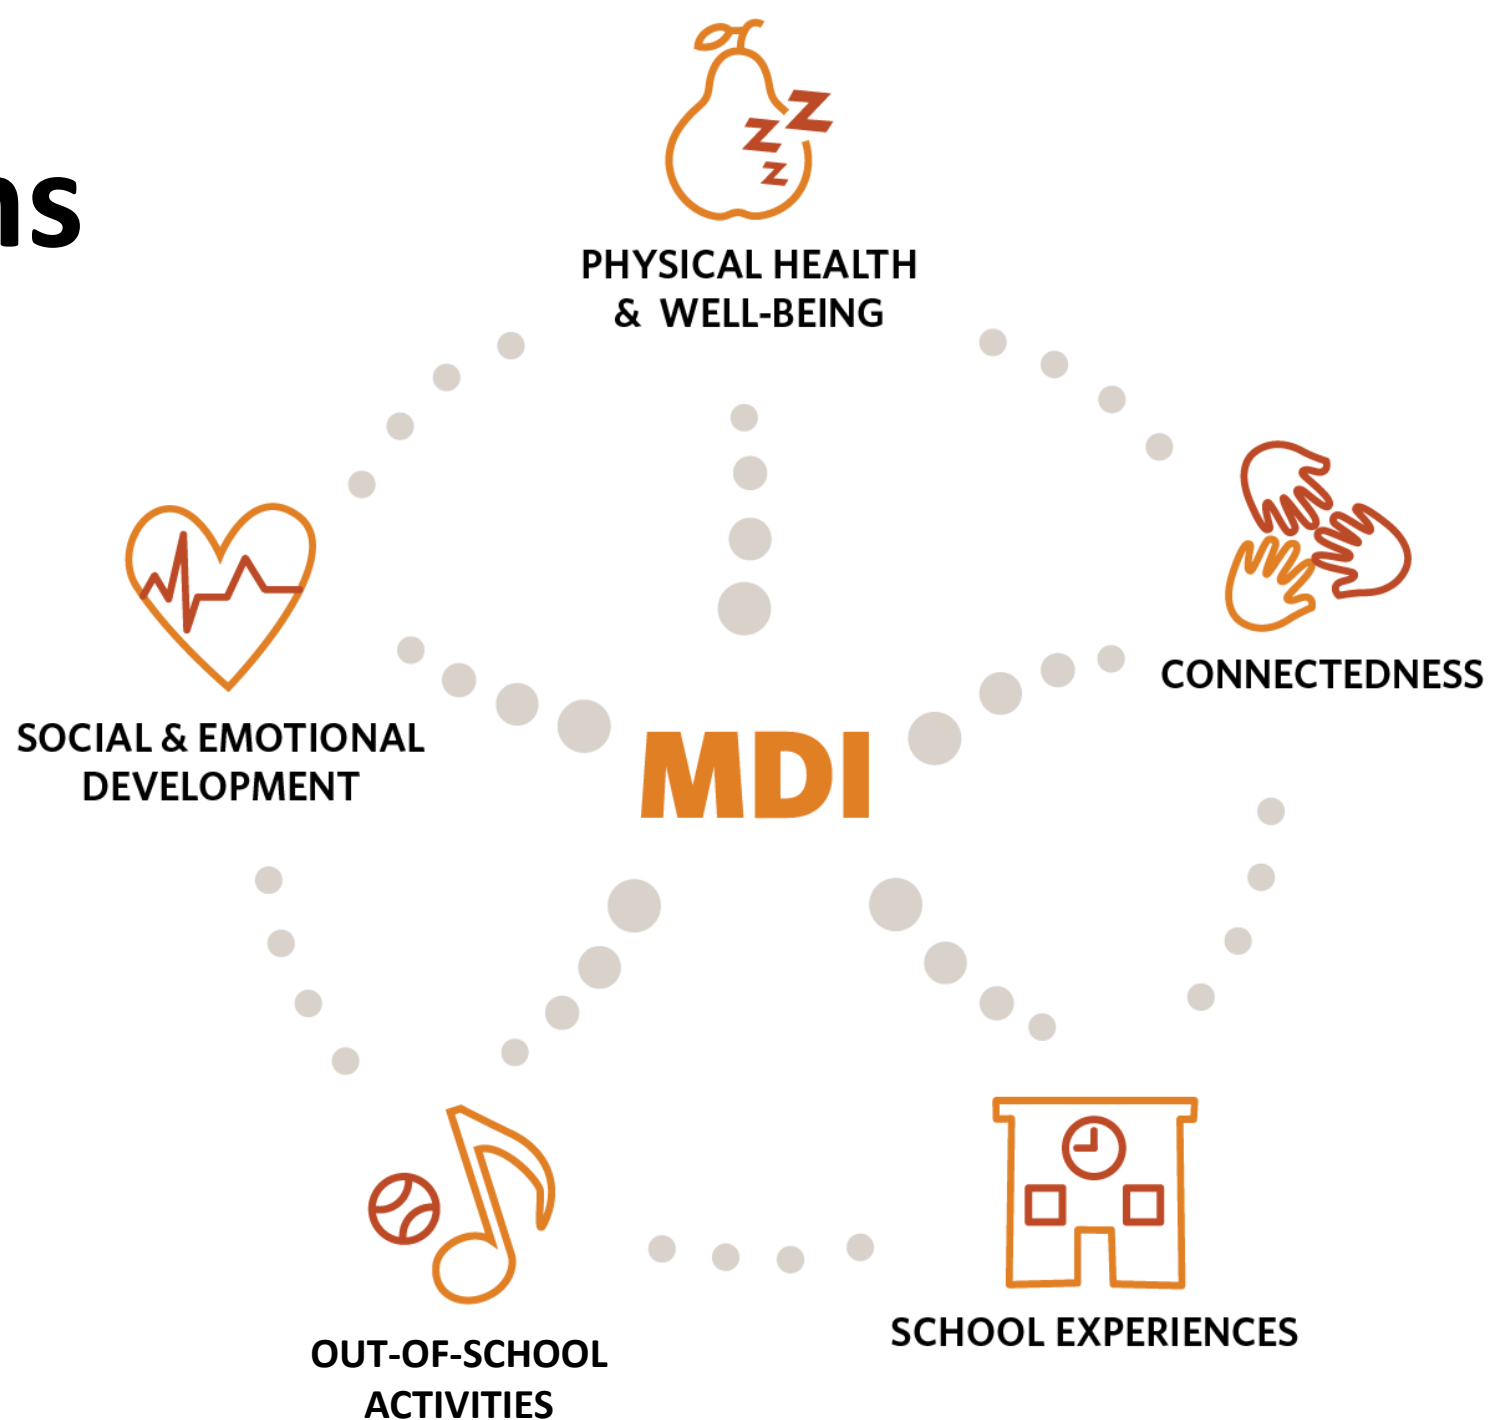 ns
PHYSICAL HEALTH
& WELL-BEING
CONNECTEDNESS
SOCIAL & EMOTIONAL
DEVELOPMENT
MDI
SCHOOL EXPERIENCES
OUT-OF-SCHOOL
ACTIVITIES